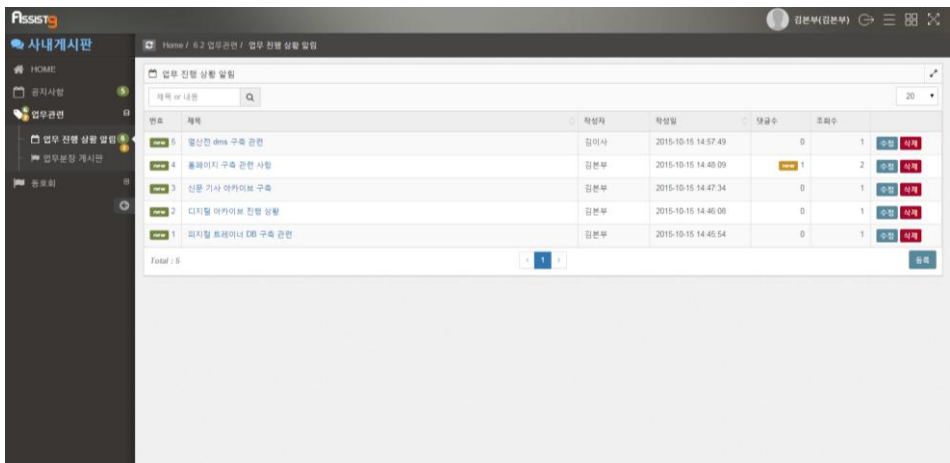 Assist9
김본부(김본부)
사내게시판
Home / 6.2 업무관련 / 업무 진행 상황 알림
HOME
공지사항 5
업무관련
업무 진행 상황 알림 5
업무분장 게시판
동호회
업무 진행 상황 알림
제목 or 내용
20
번호 제목 작성자 작성일 댓글수 조회수
new 5 열산전 dms 구축 관련 김이사 2015-10-15 14:57:49 0 1 수정 삭제
new 4 홈페이지 구축 관련 사항 김본부 2015-10-15 14:48:09 new 1 2 수정 삭제
new 3 신문 기사 아카이브 구축 김본부 2015-10-15 14:47:34 0 1 수정 삭제
new 2 디지털 아카이브 진행 상황 김본부 2015-10-15 14:46:08 0 1 수정 삭제
new 1 피지컬 트레이너 DB 구축 관련 김본부 2015-10-15 14:45:54 0 1 수정 삭제
Total : 5
1
등록